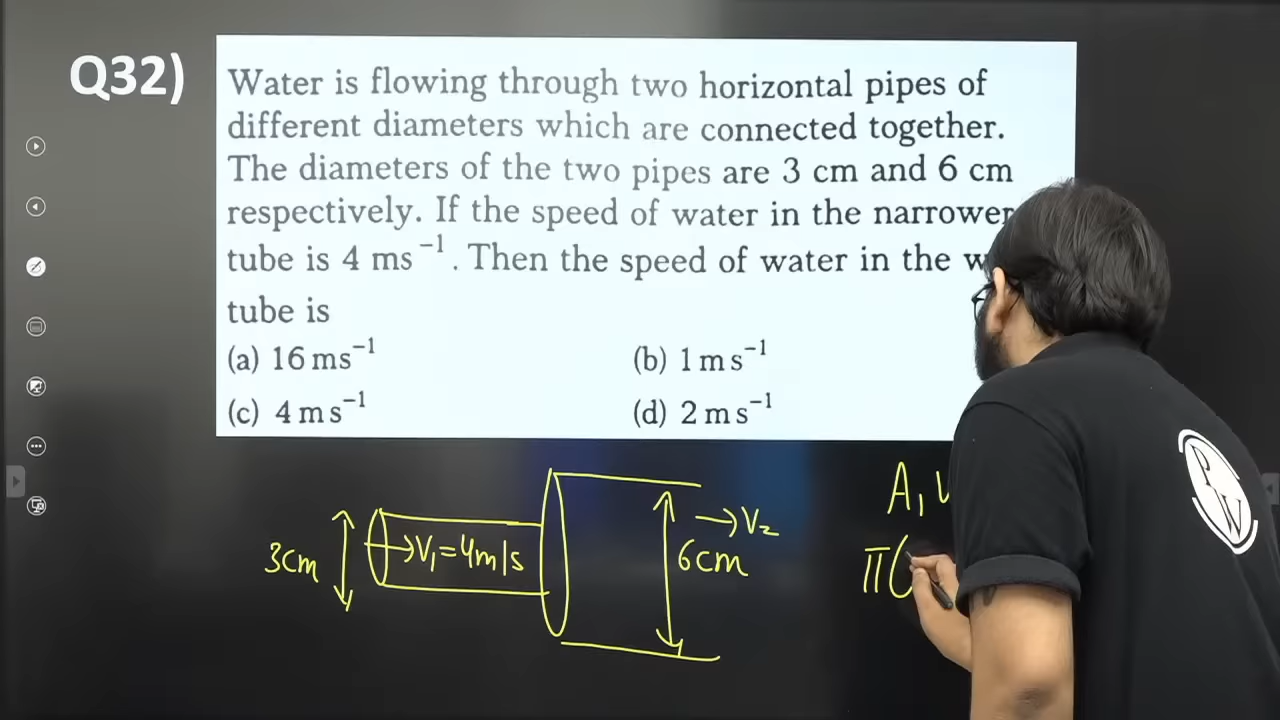 Q32)
Water is flowing through two horizontal pipes of
different diameters which are connected together.
The diameters of the two pipes are 3 cm and 6 cm
respectively. If the speed of water in the narrower
tube is 4 ms⁻¹. Then the speed of water in the
tube is
(a) 16 ms⁻¹ (b) 1 m s⁻¹
(c) 4 m s⁻¹ (d) 2 m s⁻¹
3cm
→V₁=4m/s
→V₂
6cm
A₁
π(
PW